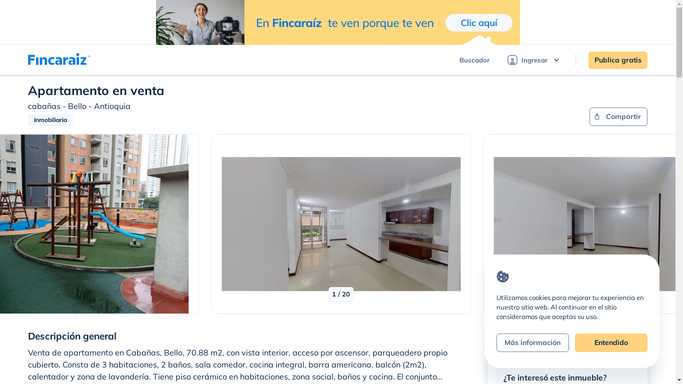 En Fincaraíz te ven porque te ven
Clic aquí
Fincaraíz
Buscador
Ingresar
Publica gratis
Apartamento en venta
cabañas - Bello - Antioquia
Inmobiliaria
Compartir
1 / 20
Utilizamos cookies para mejorar tu experiencia en
nuestro sitio web. Al continuar en el sitio
consideramos que aceptas su uso.
Más información
Entendido
Descripción general
Venta de apartamento en Cabañas, Bello, 70.88 m2, con vista interior, acceso por ascensor, parqueadero propio
cubierto. Consta de 3 habitaciones, 2 baños, sala comedor, cocina integral, barra americana, balcón (2m2),
calentador y zona de lavandería. Tiene piso cerámico en habitaciones, zona social, baños y cocina. El conjunto...
¿Te interesó este inmueble?